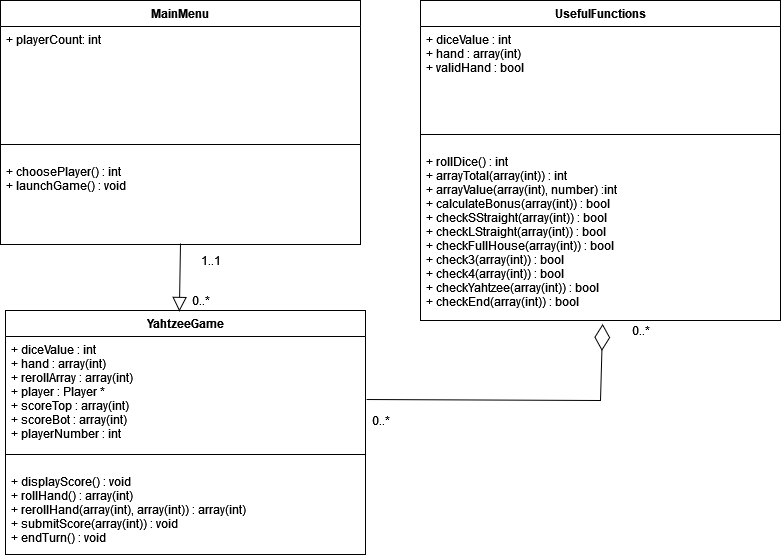 MainMenu
+ playerCount: int
+ choosePlayer() : int
+ launchGame() : void
1..1
0..*
UsefulFunctions
+ diceValue : int
+ hand : array(int)
+ validHand : bool
+ rollDice() : int
+ arrayTotal(array(int)) : int
+ arrayValue(array(int), number) :int
+ calculateBonus(array(int)) : bool
+ checkSStraight(array(int)) : bool
+ checkLStraight(array(int)) : bool
+ checkFullHouse(array(int)) : bool
+ check3(array(int)) : bool
+ check4(array(int)) : bool
+ checkYahtzee(array(int)) : bool
+ checkEnd(array(int)) : bool
0..*
0..*
YahtzeeGame
+ diceValue : int
+ hand : array(int)
+ rerollArray : array(int)
+ player : Player *
+ scoreTop : array(int)
+ scoreBot : array(int)
+ playerNumber : int
+ displayScore() : void
+ rollHand() : array(int)
+ rerollHand(array(int), array(int)) : array(int)
+ submitScore(array(int)) : void
+ endTurn() : void